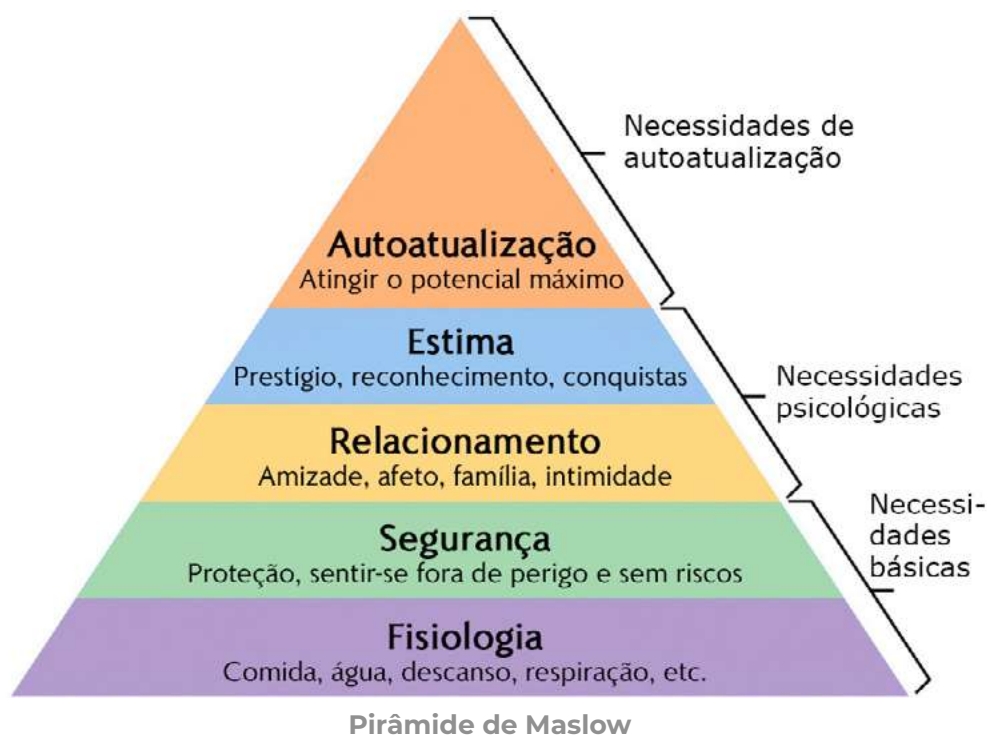 Necessidades de
autoatualização
Autoatualização
Atingir o potencial máximo
Estima
Prestígio, reconhecimento, conquistas
Necessidades
psicológicas
Relacionamento
Amizade, afeto, família, intimidade
Necessi-
dades
básicas
Segurança
Proteção, sentir-se fora de perigo e sem riscos
Fisiologia
Comida, água, descanso, respiração, etc.
Pirâmide de Maslow